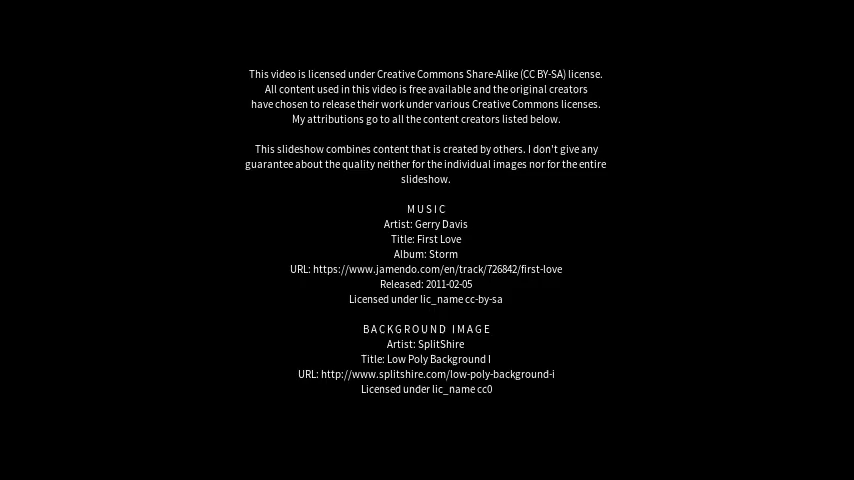 This video is licensed under Creative Commons Share-Alike (CC BY-SA) license.
All content used in this video is free available and the original creators
have chosen to release their work under various Creative Commons licenses.
My attributions go to all the content creators listed below.
This slideshow combines content that is created by others. I don't give any
guarantee about the quality neither for the individual images nor for the entire
slideshow.
MUSIC
Artist: Gerry Davis
Title: First Love
Album: Storm
URL: https://www.jamendo.com/en/track/726842/first-love
Released: 2011-02-05
Licensed under lic_name cc-by-sa
BACKGROUND IMAGE
Artist: SplitShire
Title: Low Poly Background I
URL: http://www.splitshire.com/low-poly-background-i
Licensed under lic_name cc0